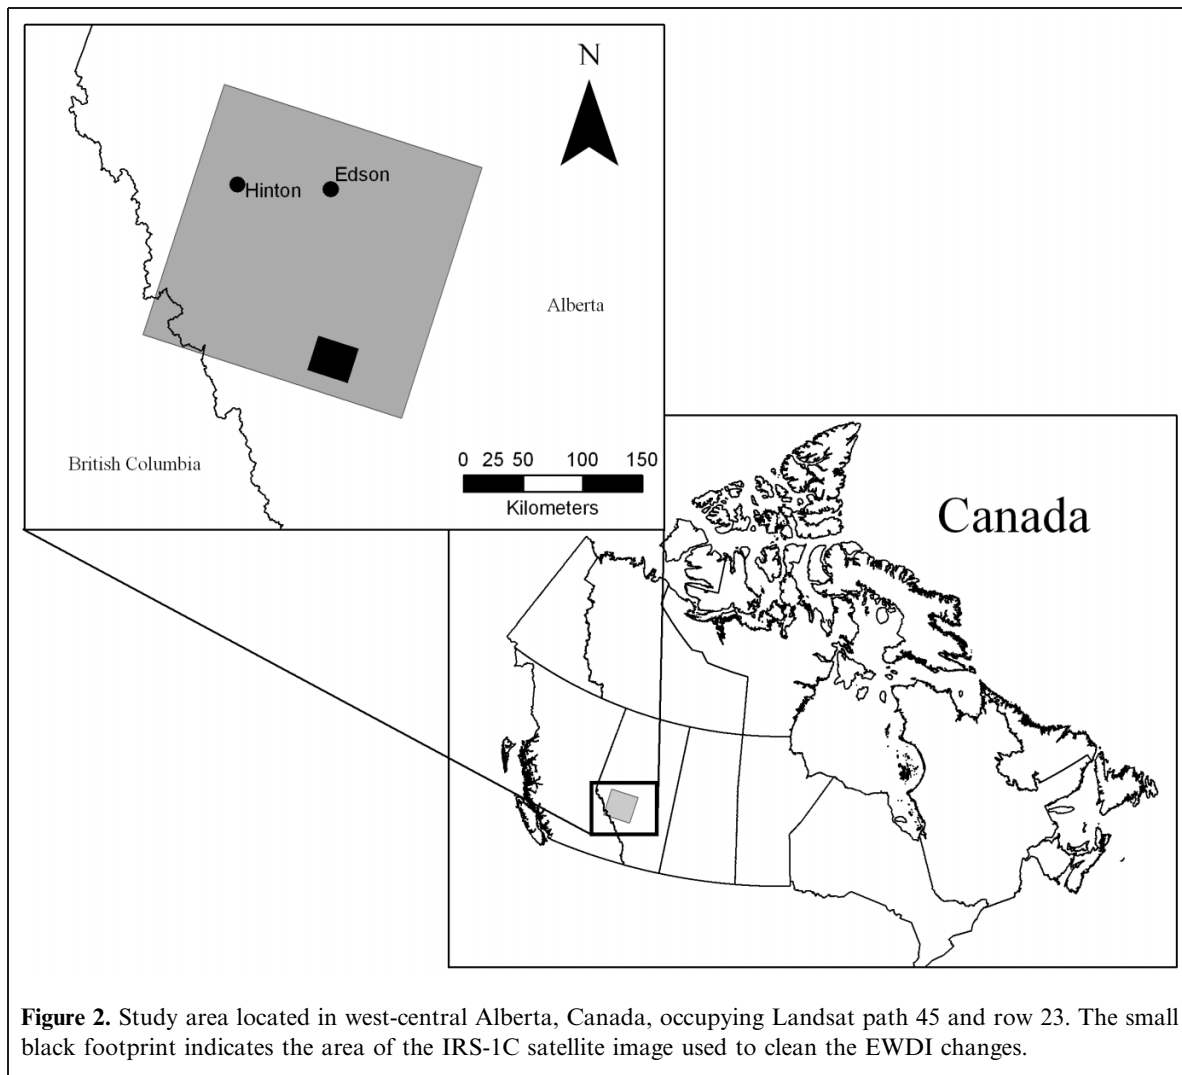 N
Hinton
Edson
Alberta
British Columbia
0 25 50 100 150
Kilometers
Canada
Figure 2. Study area located in west-central Alberta, Canada, occupying Landsat path 45 and row 23. The small
black footprint indicates the area of the IRS-1C satellite image used to clean the EWDI changes.